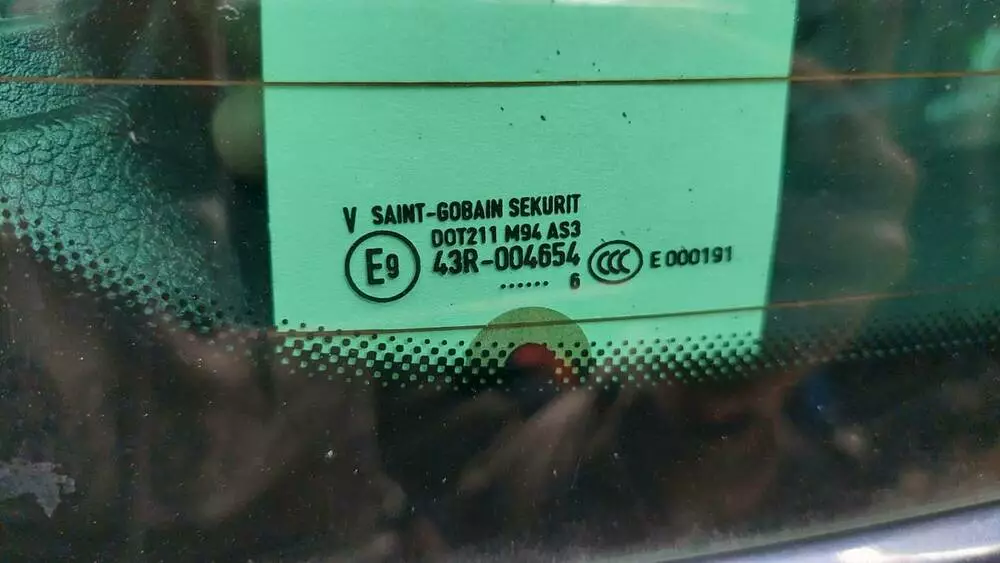 V SAINT-GOBAIN SEKURIT
DOT211 M94 AS3
E9 43R-004654 CCC E 000191
...... 6